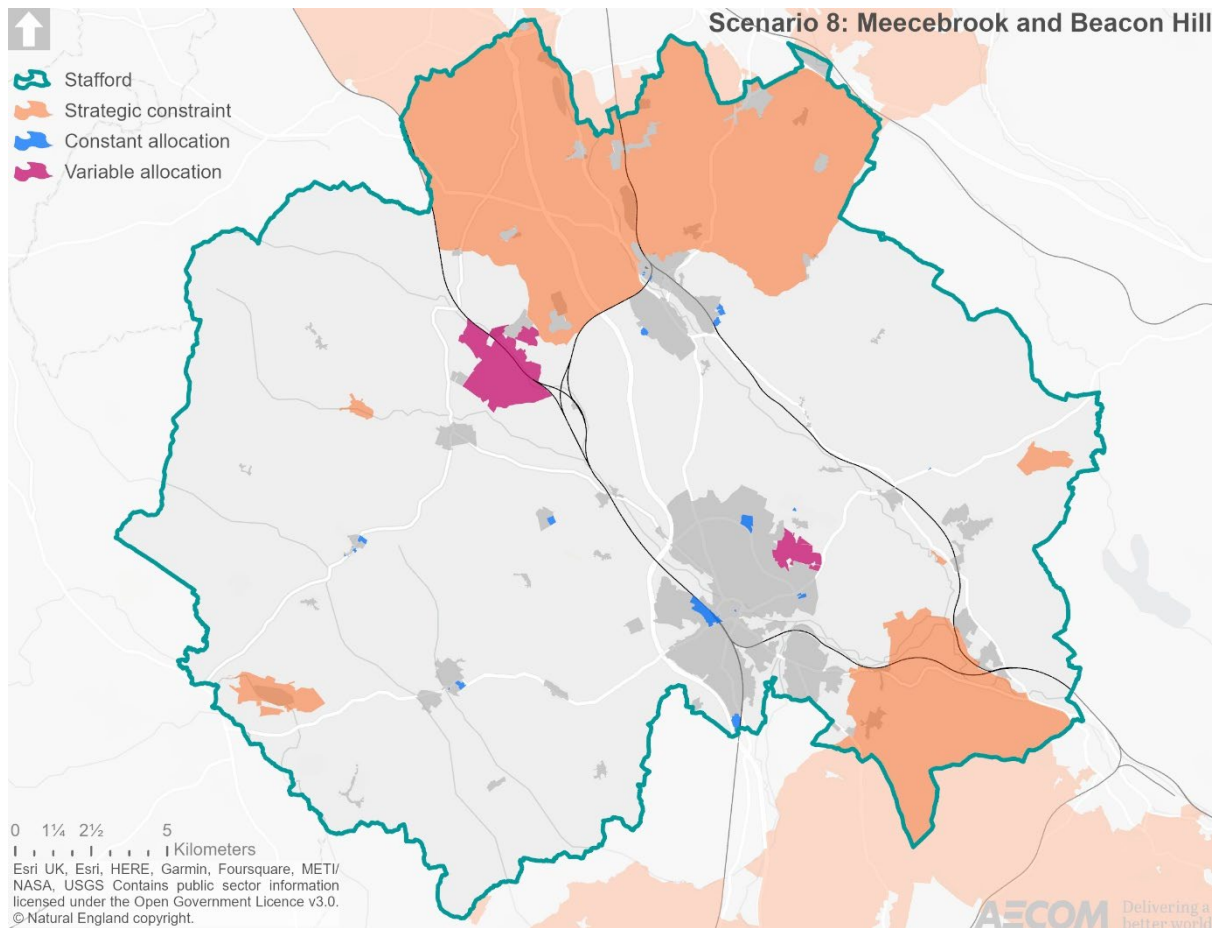 Scenario 8: Meecebrook and Beacon Hill
Stafford
Strategic constraint
Constant allocation
Variable allocation
0 1¼ 2½ 5
Kilometers
Esri UK, Esri, HERE, Garmin, Foursquare, METI/
NASA, USGS Contains public sector information
licensed under the Open Government Licence v3.0.
© Natural England copyright.
AECOM
Delivering a
better world